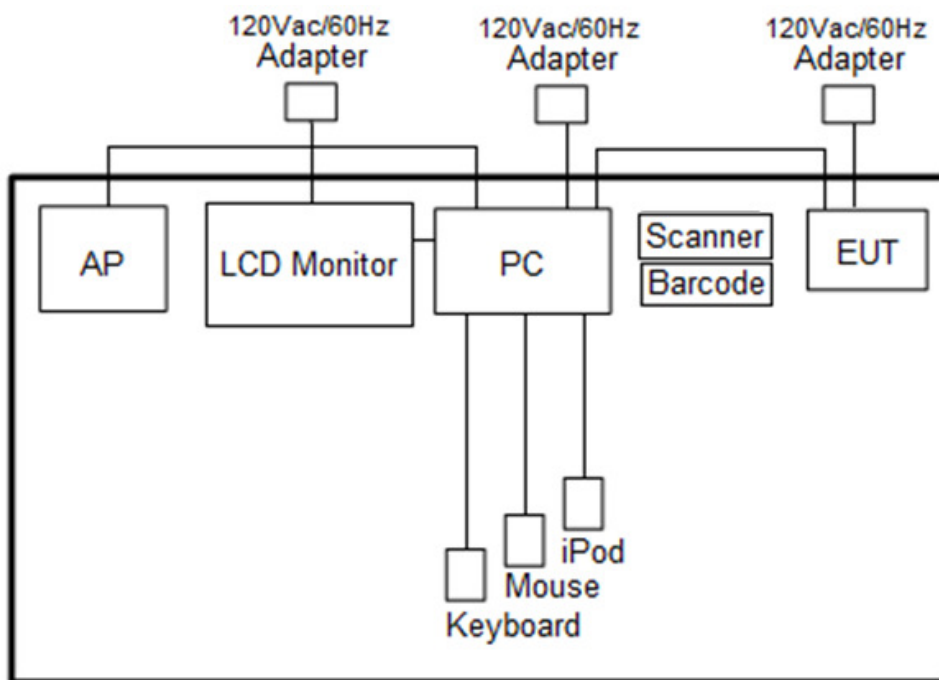 120Vac/60Hz
Adapter
120Vac/60Hz
Adapter
120Vac/60Hz
Adapter
AP
LCD Monitor
PC
Scanner
Barcode
EUT
iPod
Mouse
Keyboard